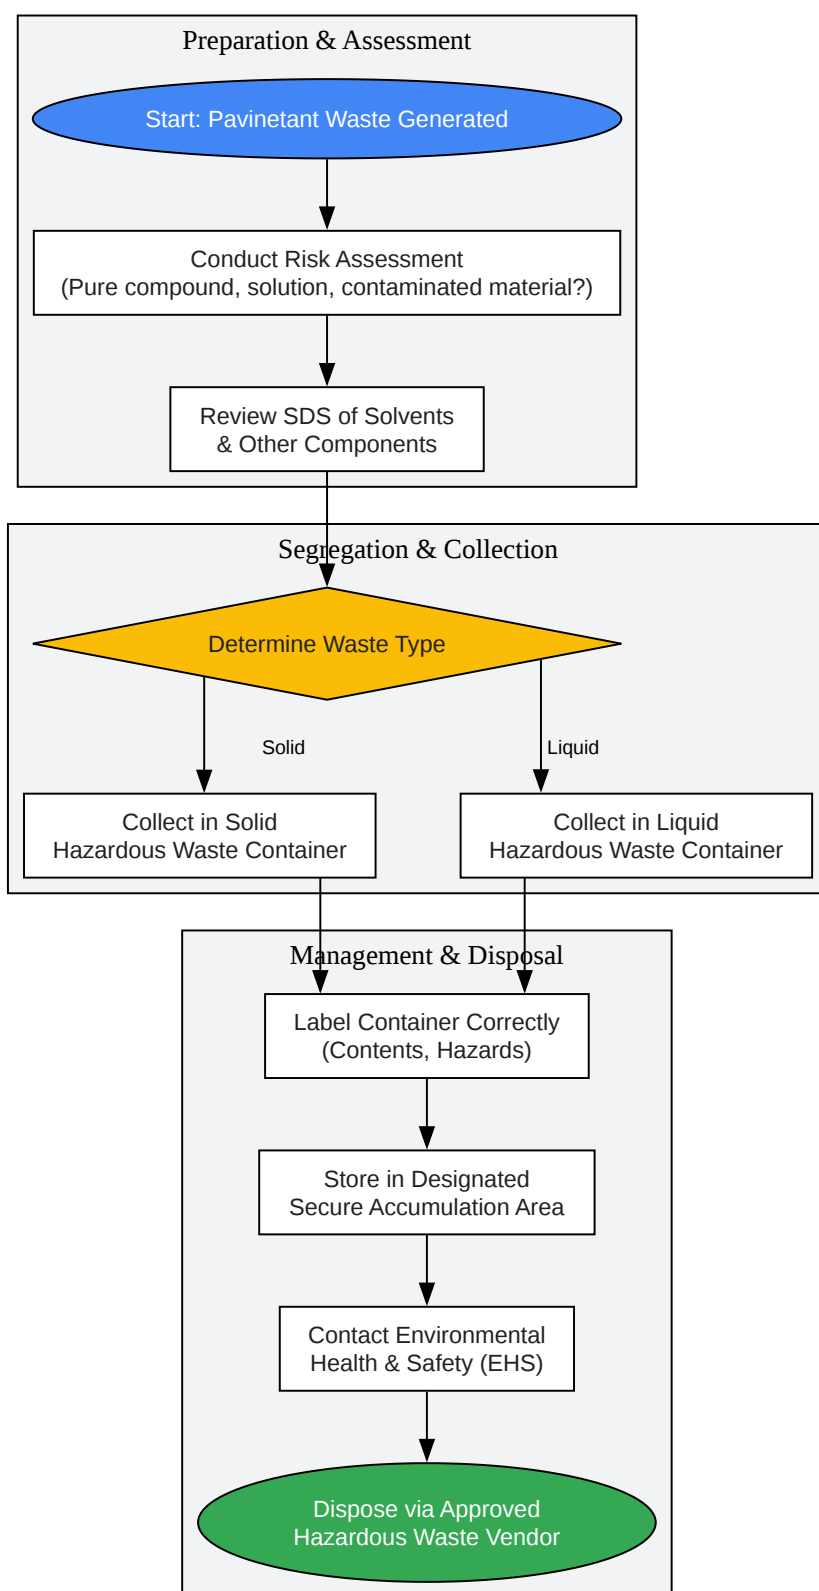 Preparation & Assessment
Start: Pavinetant Waste Generated
Conduct Risk Assessment
(Pure compound, solution, contaminated material?)
Review SDS of Solvents
& Other Components
Segregation & Collection
Determine Waste Type
Solid
Liquid
Collect in Solid
Hazardous Waste Container
Collect in Liquid
Hazardous Waste Container
Management & Disposal
Label Container Correctly
(Contents, Hazards)
Store in Designated
Secure Accumulation Area
Contact Environmental
Health & Safety (EHS)
Dispose via Approved
Hazardous Waste Vendor